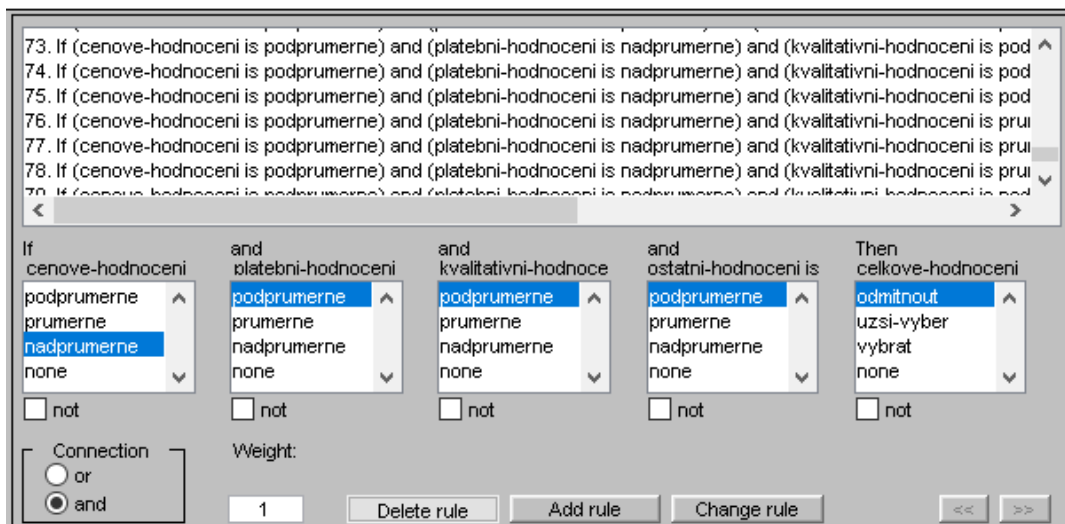 73. If (cenove-hodnoceni is podprumerne) and (platebni-hodnoceni is nadprumerne) and (kvalitativni-hodnoceni is pod
74. If (cenove-hodnoceni is podprumerne) and (platebni-hodnoceni is nadprumerne) and (kvalitativni-hodnoceni is pod
75. If (cenove-hodnoceni is podprumerne) and (platebni-hodnoceni is nadprumerne) and (kvalitativni-hodnoceni is pod
76. If (cenove-hodnoceni is podprumerne) and (platebni-hodnoceni is nadprumerne) and (kvalitativni-hodnoceni is prui
77. If (cenove-hodnoceni is podprumerne) and (platebni-hodnoceni is nadprumerne) and (kvalitativni-hodnoceni is prui
78. If (cenove-hodnoceni is podprumerne) and (platebni-hodnoceni is nadprumerne) and (kvalitativni-hodnoceni is prui
If and and and Then
cenove-hodnoceni platebni-hodnoceni kvalitativni-hodnoce ostatni-hodnoceni is celkove-hodnoceni
podprumerne podprumerne podprumerne podprumerne odmitnout
prumerne prumerne prumerne prumerne uzsi-vyber
nadprumerne nadprumerne nadprumerne nadprumerne vybrat
none none none none none
not not not not not
Connection Weight:
or
and 1 Delete rule Add rule Change rule << >>